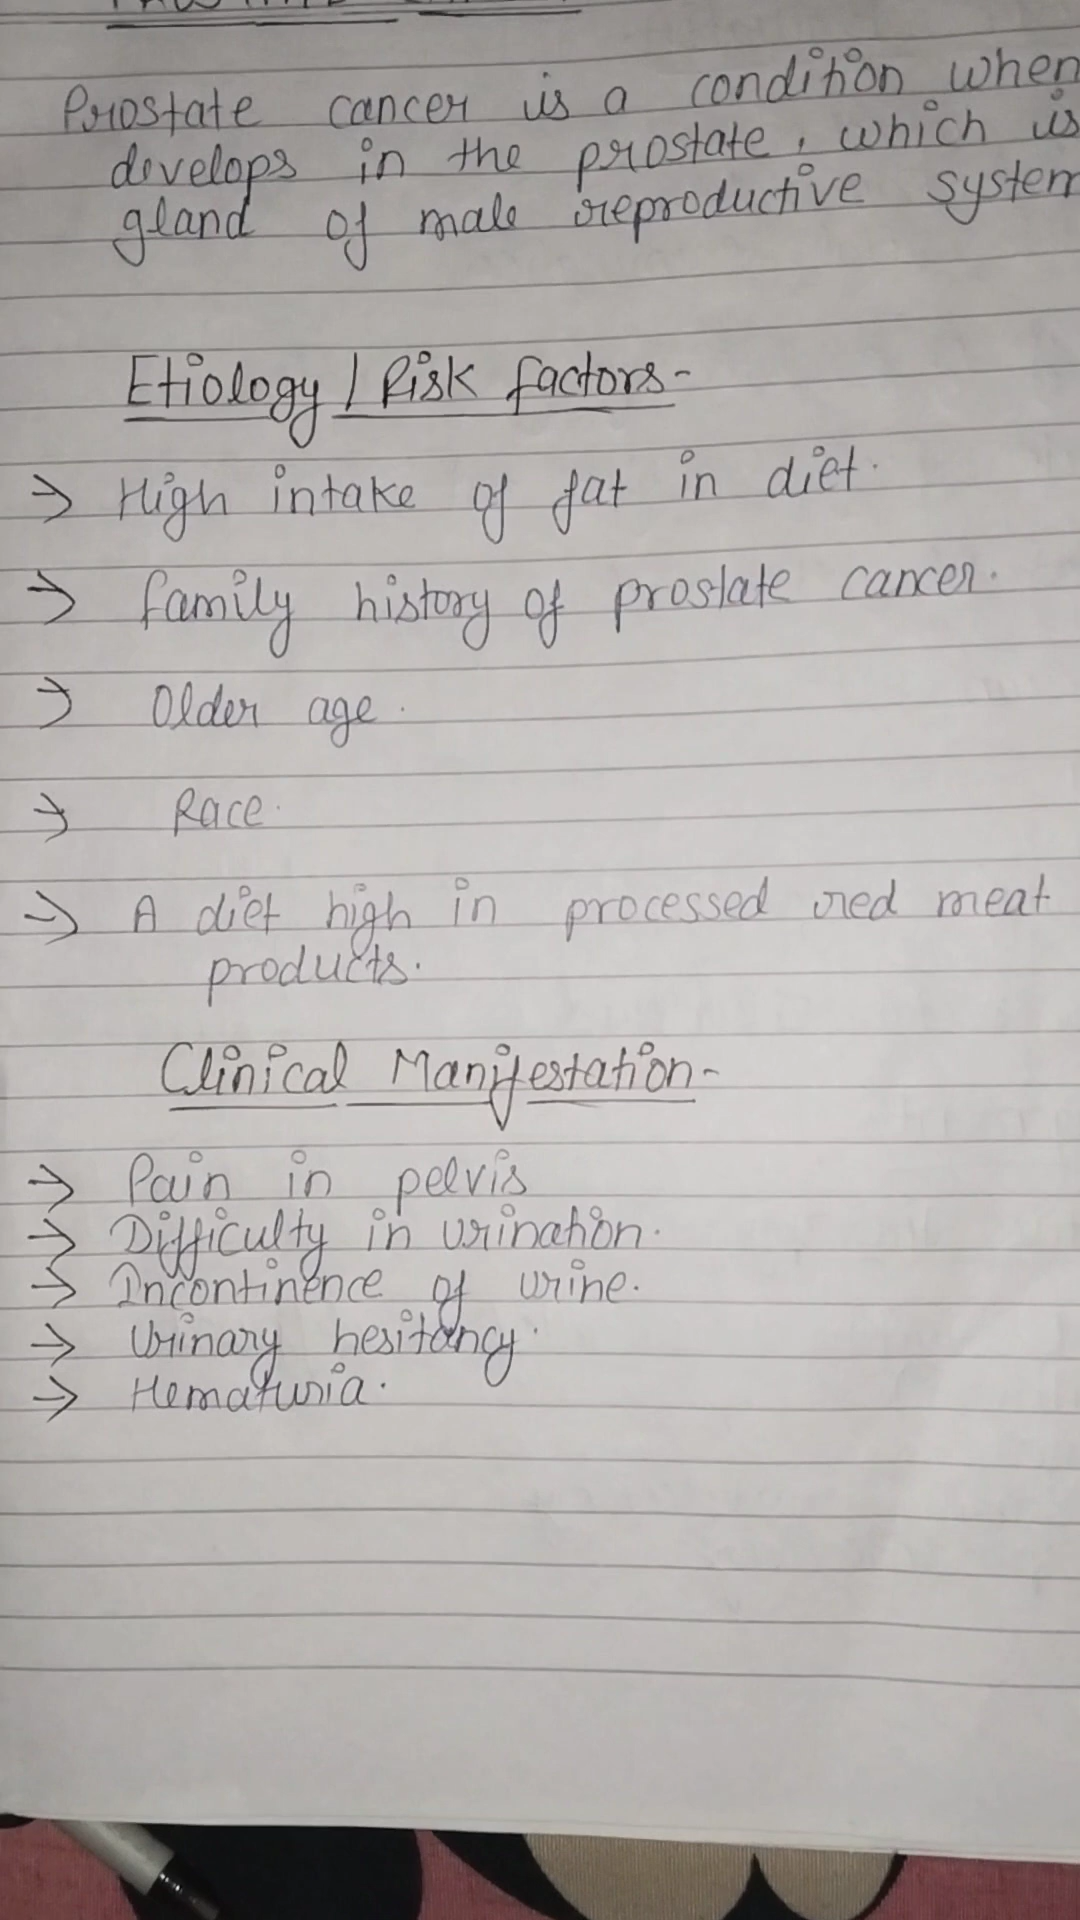 Prostate cancer is a condition when
develops in the prostate, which is
gland of male reproductive system
Etiology / Risk factors-
→ High intake of fat in diet.
→ family history of prostate cancer.
→ Older age.
→ Race.
→ A diet high in processed red meat
products.
Clinical Manifestation-
→ Pain in pelvis
→ Difficulty in urination.
→ Incontinence of urine.
→ Urinary hesitancy.
→ Hematuria.